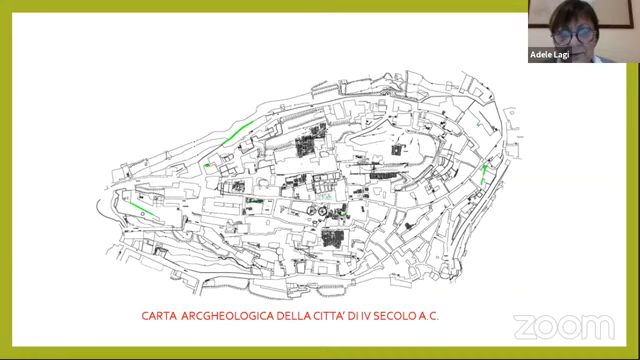 Adele Lagi
CARTA ARCGHEOLOGICA DELLA CITTA' DI IV SECOLO A.C.
zoom